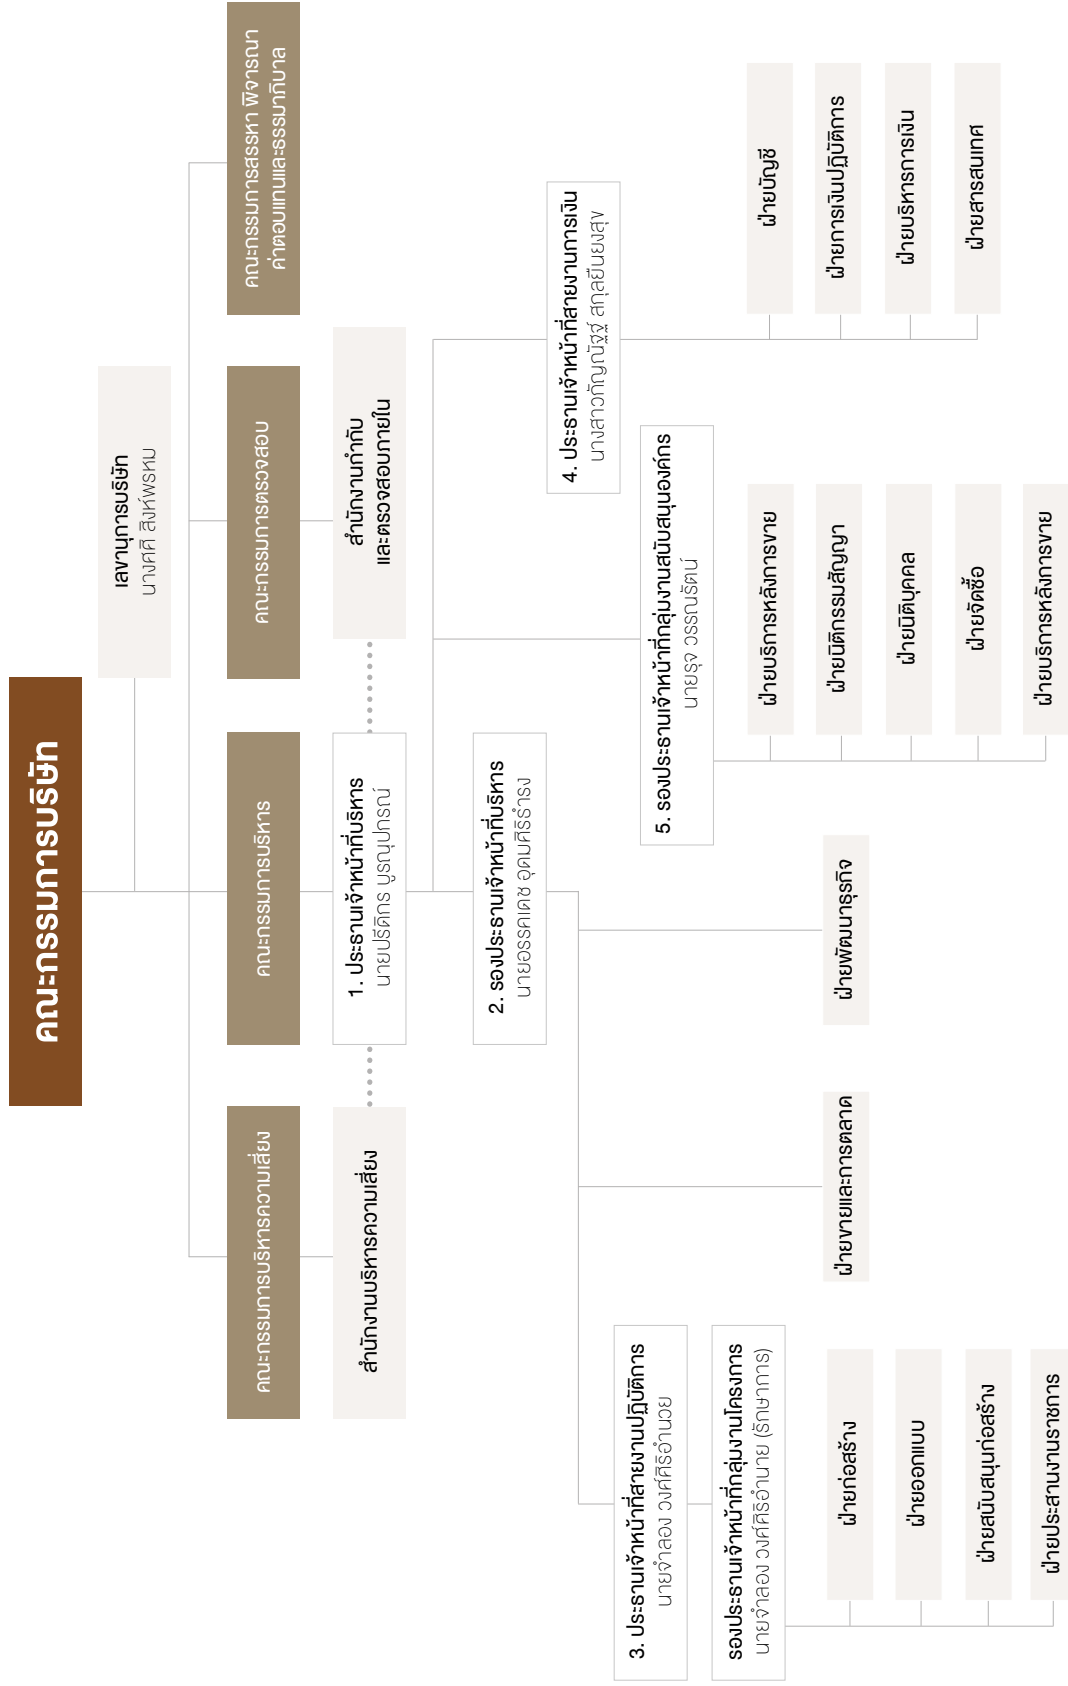 คณะกรรมการบริษัท
เลขานุการบริษัท
นางศศิ สิงห์พรหม
คณะกรรมการบริหารความเสี่ยง
คณะกรรมการบริหาร
คณะกรรมการตรวจสอบ
คณะกรรมการสรรหา พิจารณา
ค่าตอบแทนและธรรมาภิบาล
สำนักงานบริหารความเสี่ยง
1. ประธานเจ้าหน้าที่บริหาร
นายปรีดิกร บูรณุปกรณ์
สำนักงานกำกับ
และตรวจสอบภายใน
2. รองประธานเจ้าหน้าที่บริหาร
นายอรรคเดช อุดมศิริธำรง
4. ประธานเจ้าหน้าที่สายงานการเงิน
นางสาวกัญณัฐฐ์ สกุลยืนยงสุข
3. ประธานเจ้าหน้าที่สายงานปฏิบัติการ
นายจำลอง วงศ์ศิริอำนวย
5. รองประธานเจ้าหน้าที่กลุ่มงานสนับสนุนองค์กร
นายรุจ วรรณรัตน์
รองประธานเจ้าหน้าที่กลุ่มงานโครงการ
นายจำลอง วงศ์ศิริอำนาย (รักษาการ)
ฝ่ายก่อสร้าง
ฝ่ายออกแบบ
ฝ่ายสนับสนุนก่อสร้าง
ฝ่ายประสานงานราชการ
ฝ่ายขายและการตลาด
ฝ่ายพัฒนาธุรกิจ
ฝ่ายบริการหลังการขาย
ฝ่ายนิติกรรมสัญญา
ฝ่ายนิติบุคคล
ฝ่ายจัดซื้อ
ฝ่ายบริการหลังการขาย
ฝ่ายบัญชี
ฝ่ายการเงินปฏิบัติการ
ฝ่ายบริหารการเงิน
ฝ่ายสารสนเทศ